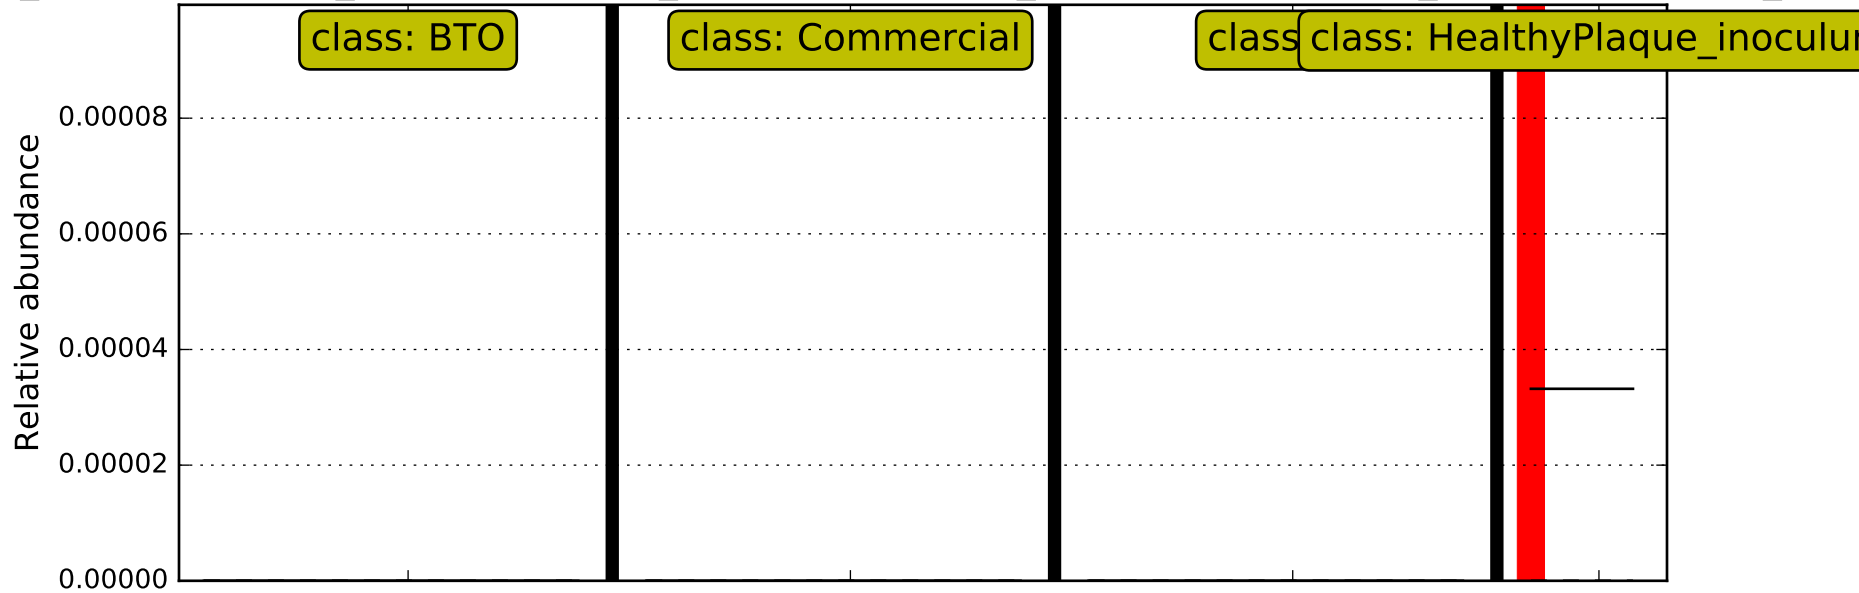 class: BTO
class: Commercial
class
class: HealthyPlaque_inoculu
0.00008
0.00006
0.00004
0.00002
0.00000
Relative abundance